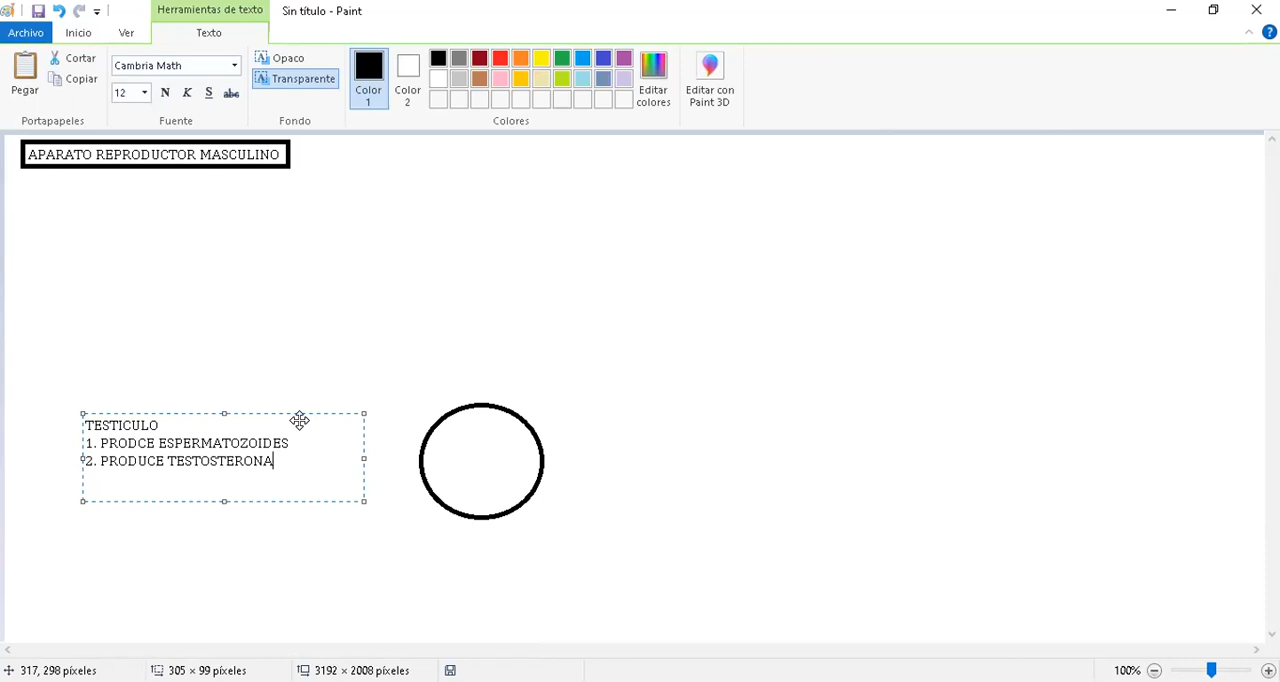 Herramientas de texto Sin título - Paint
Archivo Inicio Ver Texto
Pegar
Cortar
Copiar
Portapapeles
Cambria Math
12 N K S abc
Fuente
Opaco
Transparente
Fondo
Color 1
Color 2
Editar colores
Colores
Editar con Paint 3D
APARATO REPRODUCTOR MASCULINO
TESTICULO
1. PRODCE ESPERMATOZOIDES
2. PRODUCE TESTOSTERONA
317, 298 píxeles 305 × 99 píxeles 3192 × 2008 píxeles 100%